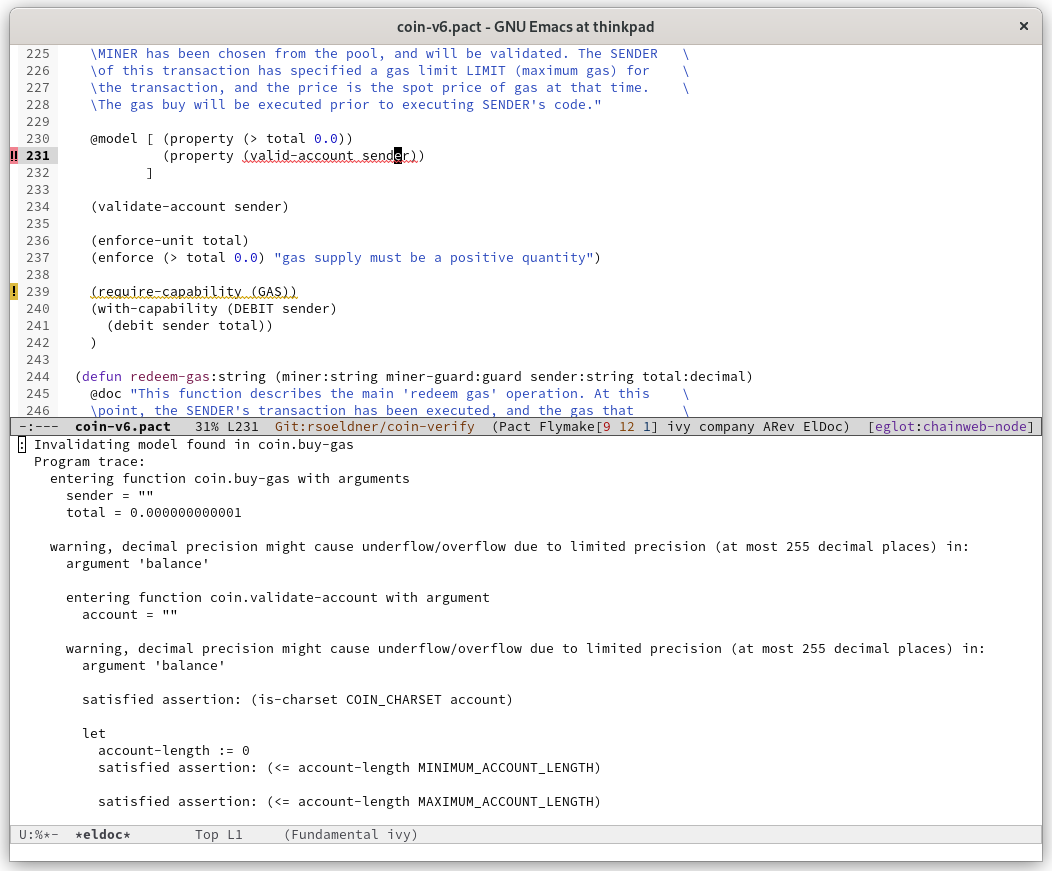 coin-v6.pact - GNU Emacs at thinkpad ×
225 \MINER has been chosen from the pool, and will be validated. The SENDER \
226 \of this transaction has specified a gas limit LIMIT (maximum gas) for \
227 \the transaction, and the price is the spot price of gas at that time. \
228 \The gas buy will be executed prior to executing SENDER's code."
229
230 @model [ (property (> total 0.0))
!! 231 (property (valid-account sender))
232 ]
233
234 (validate-account sender)
235
236 (enforce-unit total)
237 (enforce (> total 0.0) "gas supply must be a positive quantity")
238
! 239 (require-capability (GAS))
240 (with-capability (DEBIT sender)
241 (debit sender total))
242 )
243
244 (defun redeem-gas:string (miner:string miner-guard:guard sender:string total:decimal)
245 @doc "This function describes the main 'redeem gas' operation. At this \
246 \point, the SENDER's transaction has been executed, and the gas that \
-:--- coin-v6.pact 31% L231 Git:rsoeldner/coin-verify (Pact Flymake[9 12 1] ivy company ARev ElDoc) [eglot:chainweb-node]
: Invalidating model found in coin.buy-gas
Program trace:
entering function coin.buy-gas with arguments
sender = ""
total = 0.000000000001
warning, decimal precision might cause underflow/overflow due to limited precision (at most 255 decimal places) in:
argument 'balance'
entering function coin.validate-account with argument
account = ""
warning, decimal precision might cause underflow/overflow due to limited precision (at most 255 decimal places) in:
argument 'balance'
satisfied assertion: (is-charset COIN_CHARSET account)
let
account-length := 0
satisfied assertion: (<= account-length MINIMUM_ACCOUNT_LENGTH)
satisfied assertion: (<= account-length MAXIMUM_ACCOUNT_LENGTH)
U:%*- *eldoc* Top L1 (Fundamental ivy)